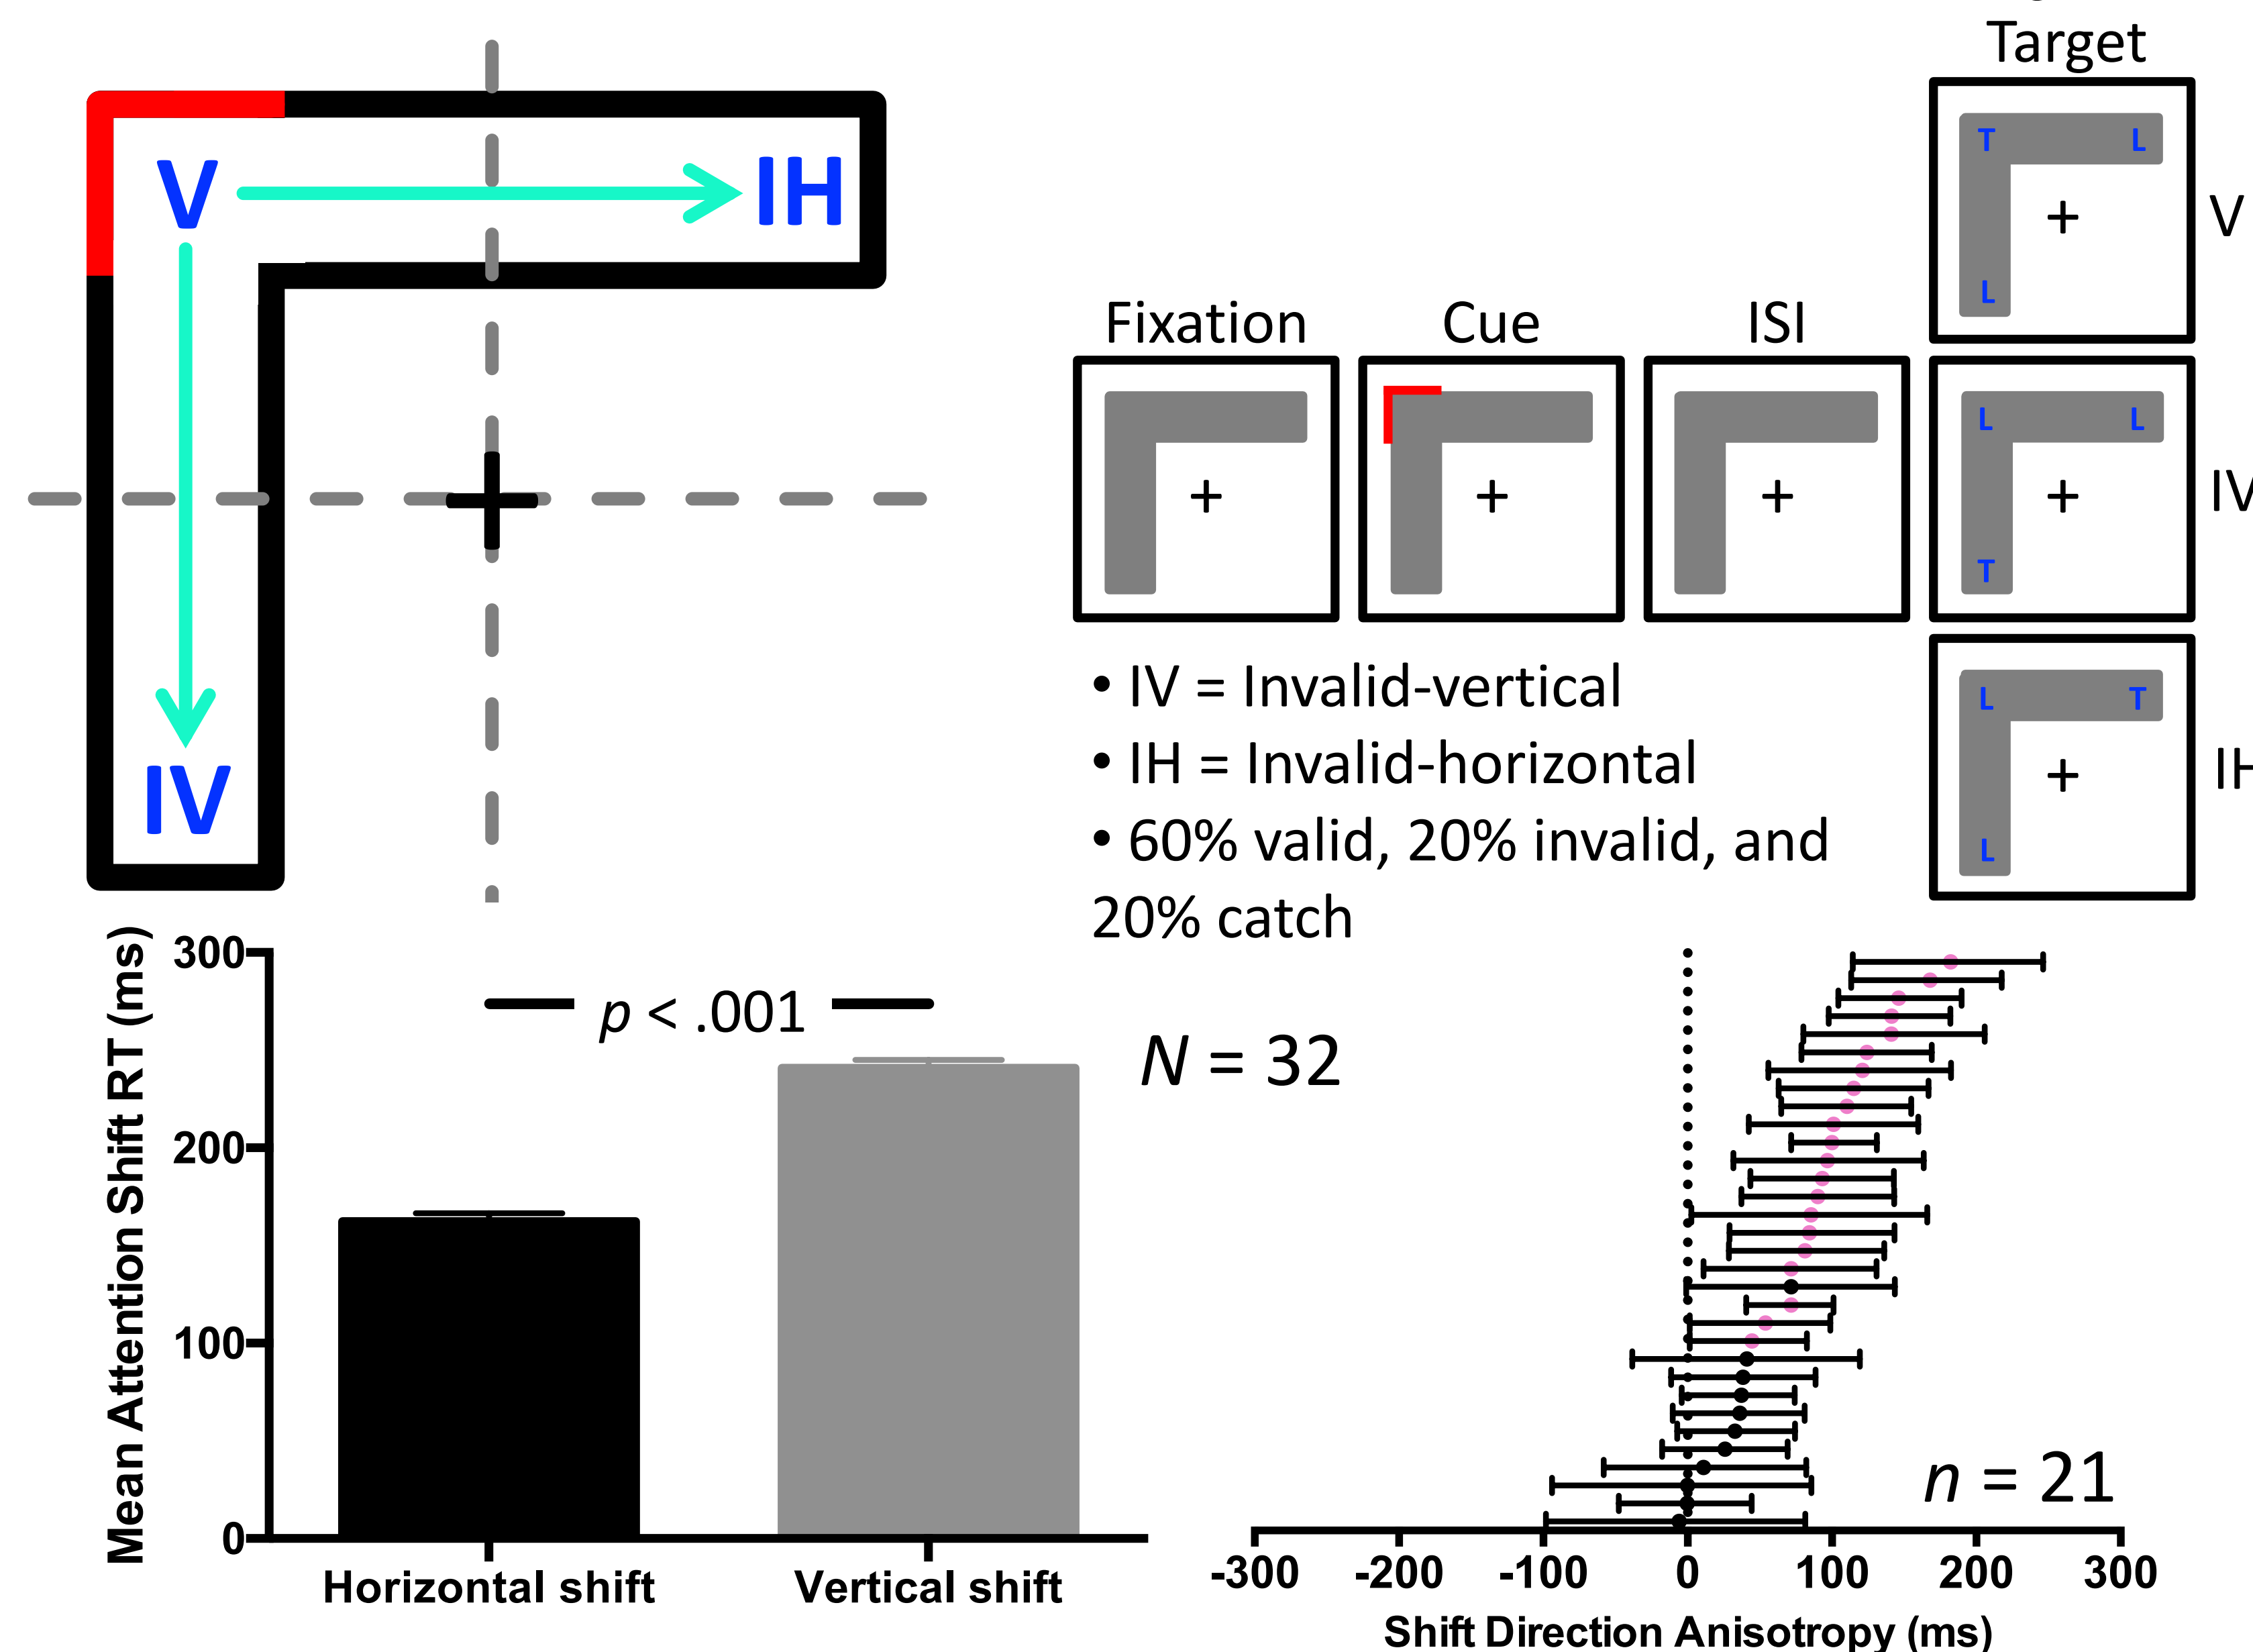 V
IH
IV
Target
T
L
L
V
Fixation
Cue
ISI
L
L
T
IV
L
T
L
IH
• IV = Invalid-vertical
• IH = Invalid-horizontal
• 60% valid, 20% invalid, and
20% catch
Mean Attention Shift RT (ms)
300
200
100
0
p < .001
Horizontal shift
Vertical shift
N = 32
n = 21
-300
-200
-100
0
100
200
300
Shift Direction Anisotropy (ms)